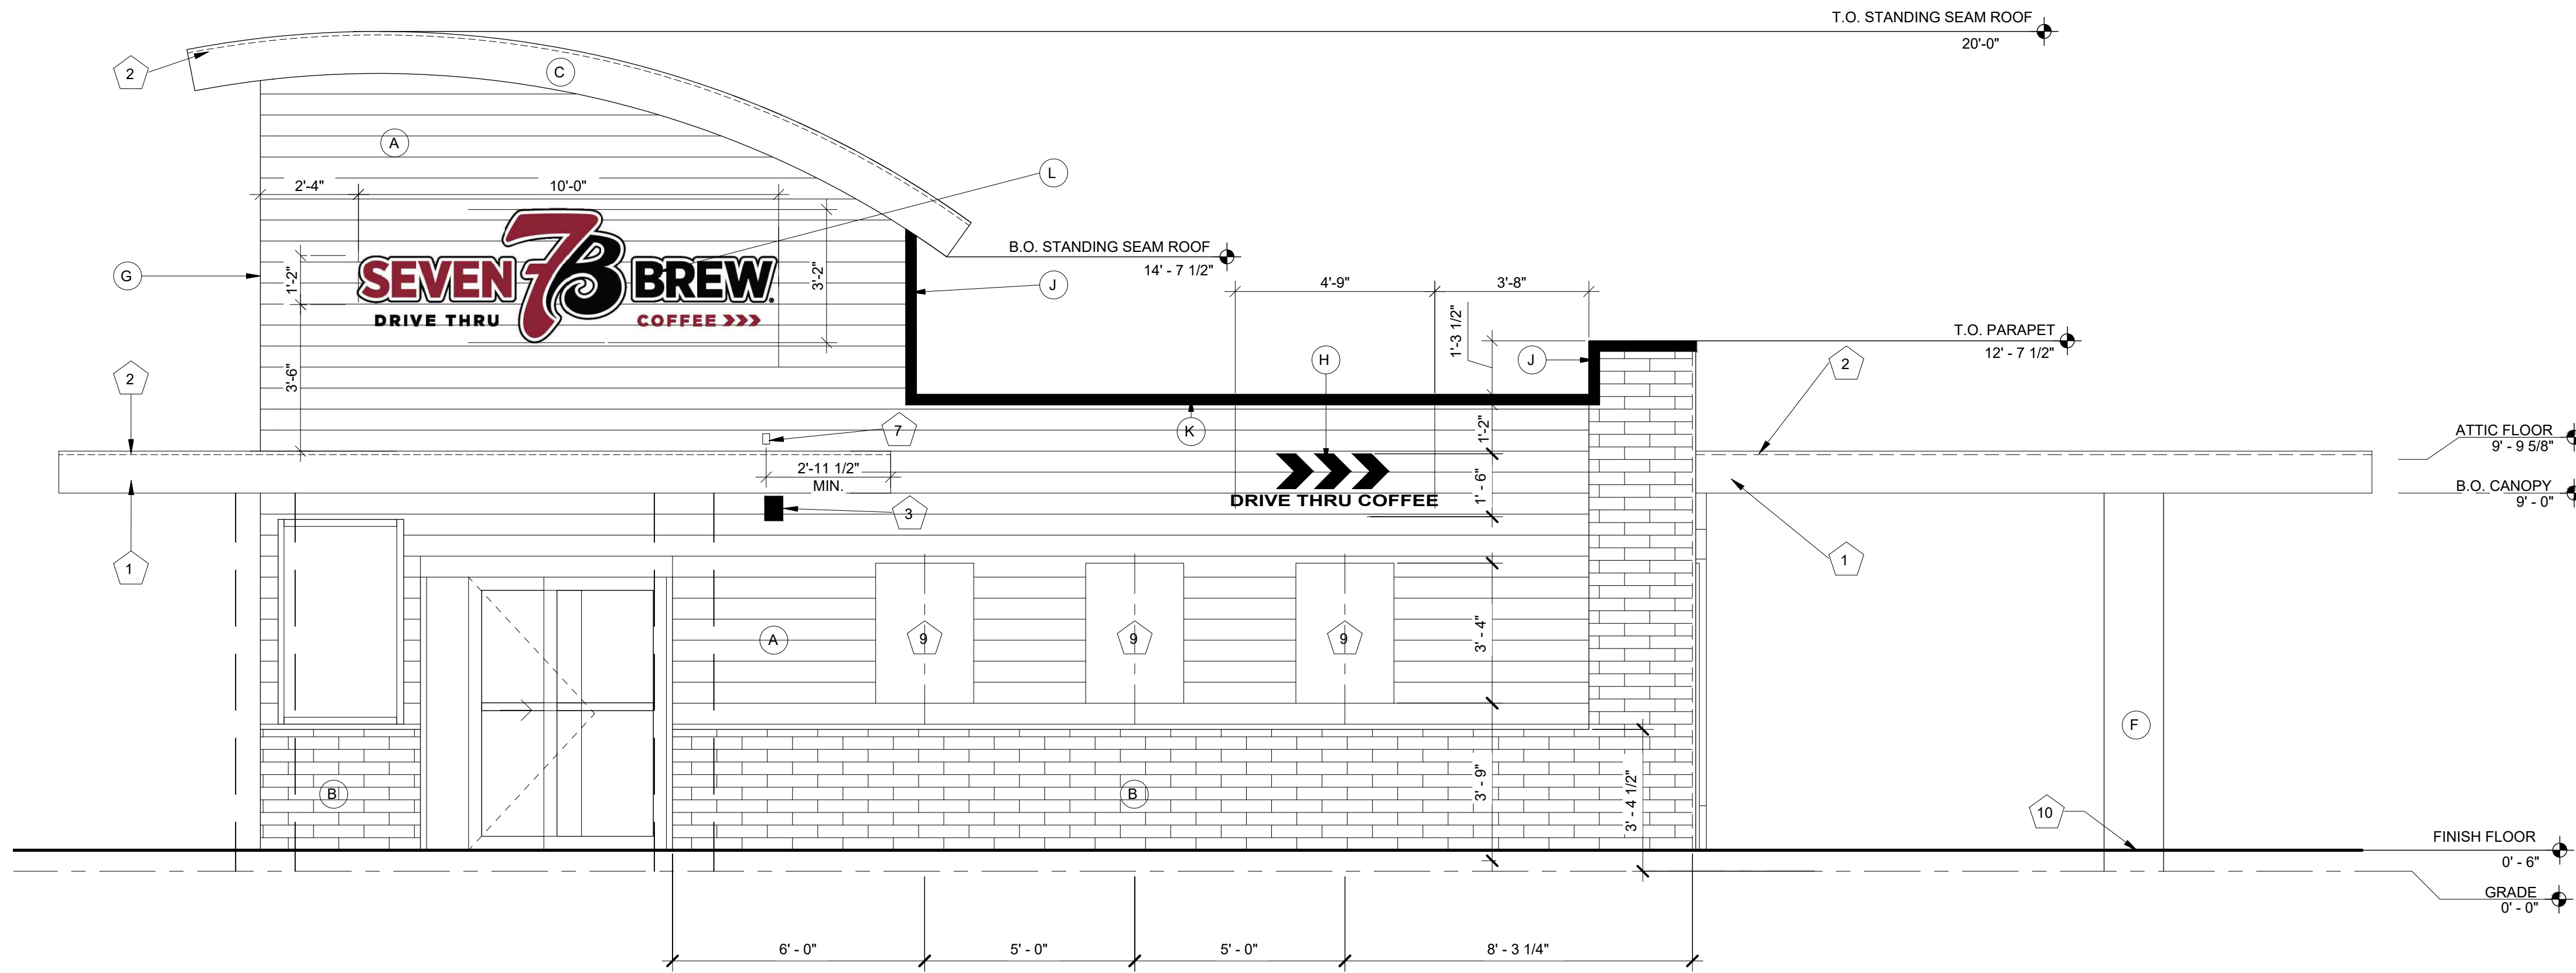 T.O. STANDING SEAM ROOF
20'-0"
2
C
A
L
2'-4"
10'-0"
SEVEN 7B BREW®
DRIVE THRU
COFFEE
1'-2"
3'-2"
3'-6"
G
B.O. STANDING SEAM ROOF
14' - 7 1/2"
J
4'-9"
3'-8"
1'-3 1/2"
H
J
T.O. PARAPET
12' - 7 1/2"
2
2
7
K
1'-2"
ATTIC FLOOR
9' - 9 5/8"
2'-11 1/2"
MIN.
DRIVE THRU COFFEE
1' - 6"
B.O. CANOPY
9' - 0"
3
1
1
A
9
9
9
3' - 4"
F
B
B
3' - 9"
3' - 4 1/2"
10
FINISH FLOOR
0' - 6"
GRADE
0' - 0"
6' - 0"
5' - 0"
5' - 0"
8' - 3 1/4"